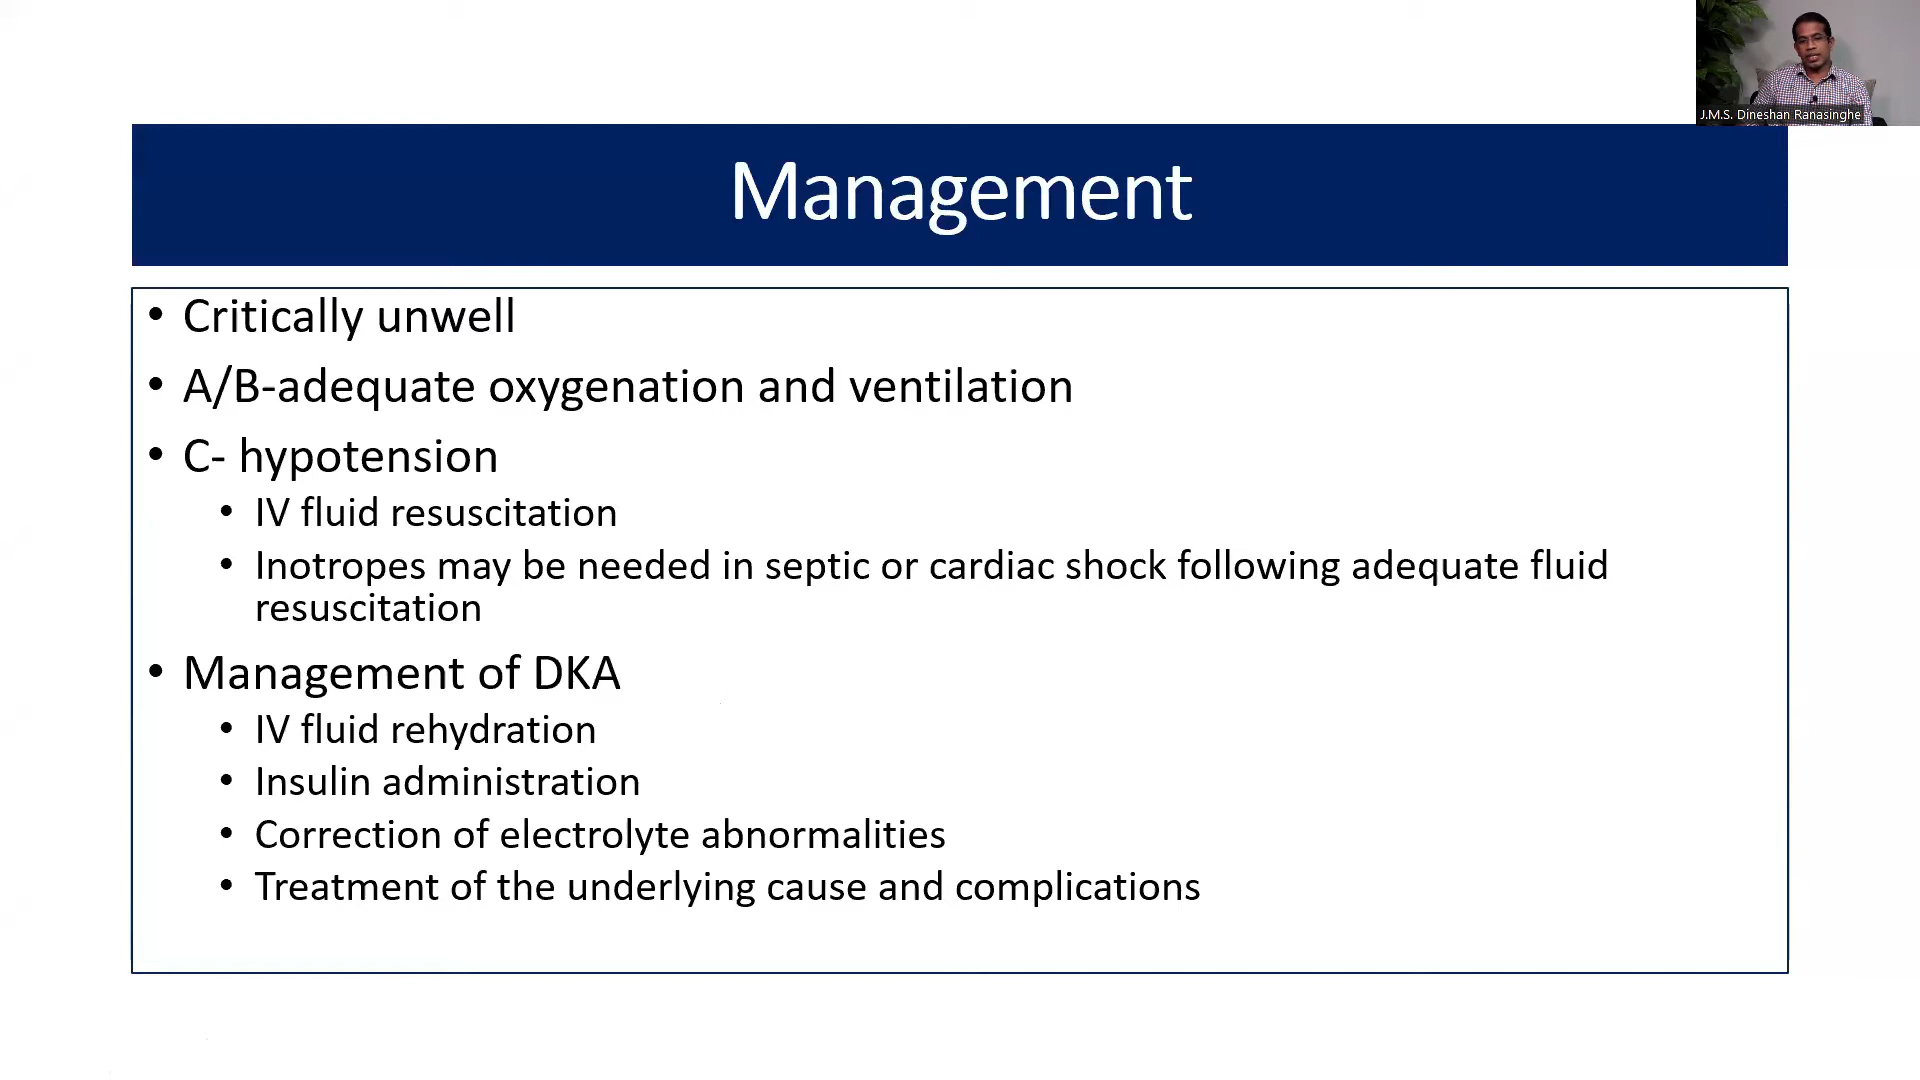 J.M.S. Dineshan Ranasinghe
Management
• Critically unwell
• A/B-adequate oxygenation and ventilation
• C- hypotension
• IV fluid resuscitation
• Inotropes may be needed in septic or cardiac shock following adequate fluid
resuscitation
• Management of DKA
• IV fluid rehydration
• Insulin administration
• Correction of electrolyte abnormalities
• Treatment of the underlying cause and complications